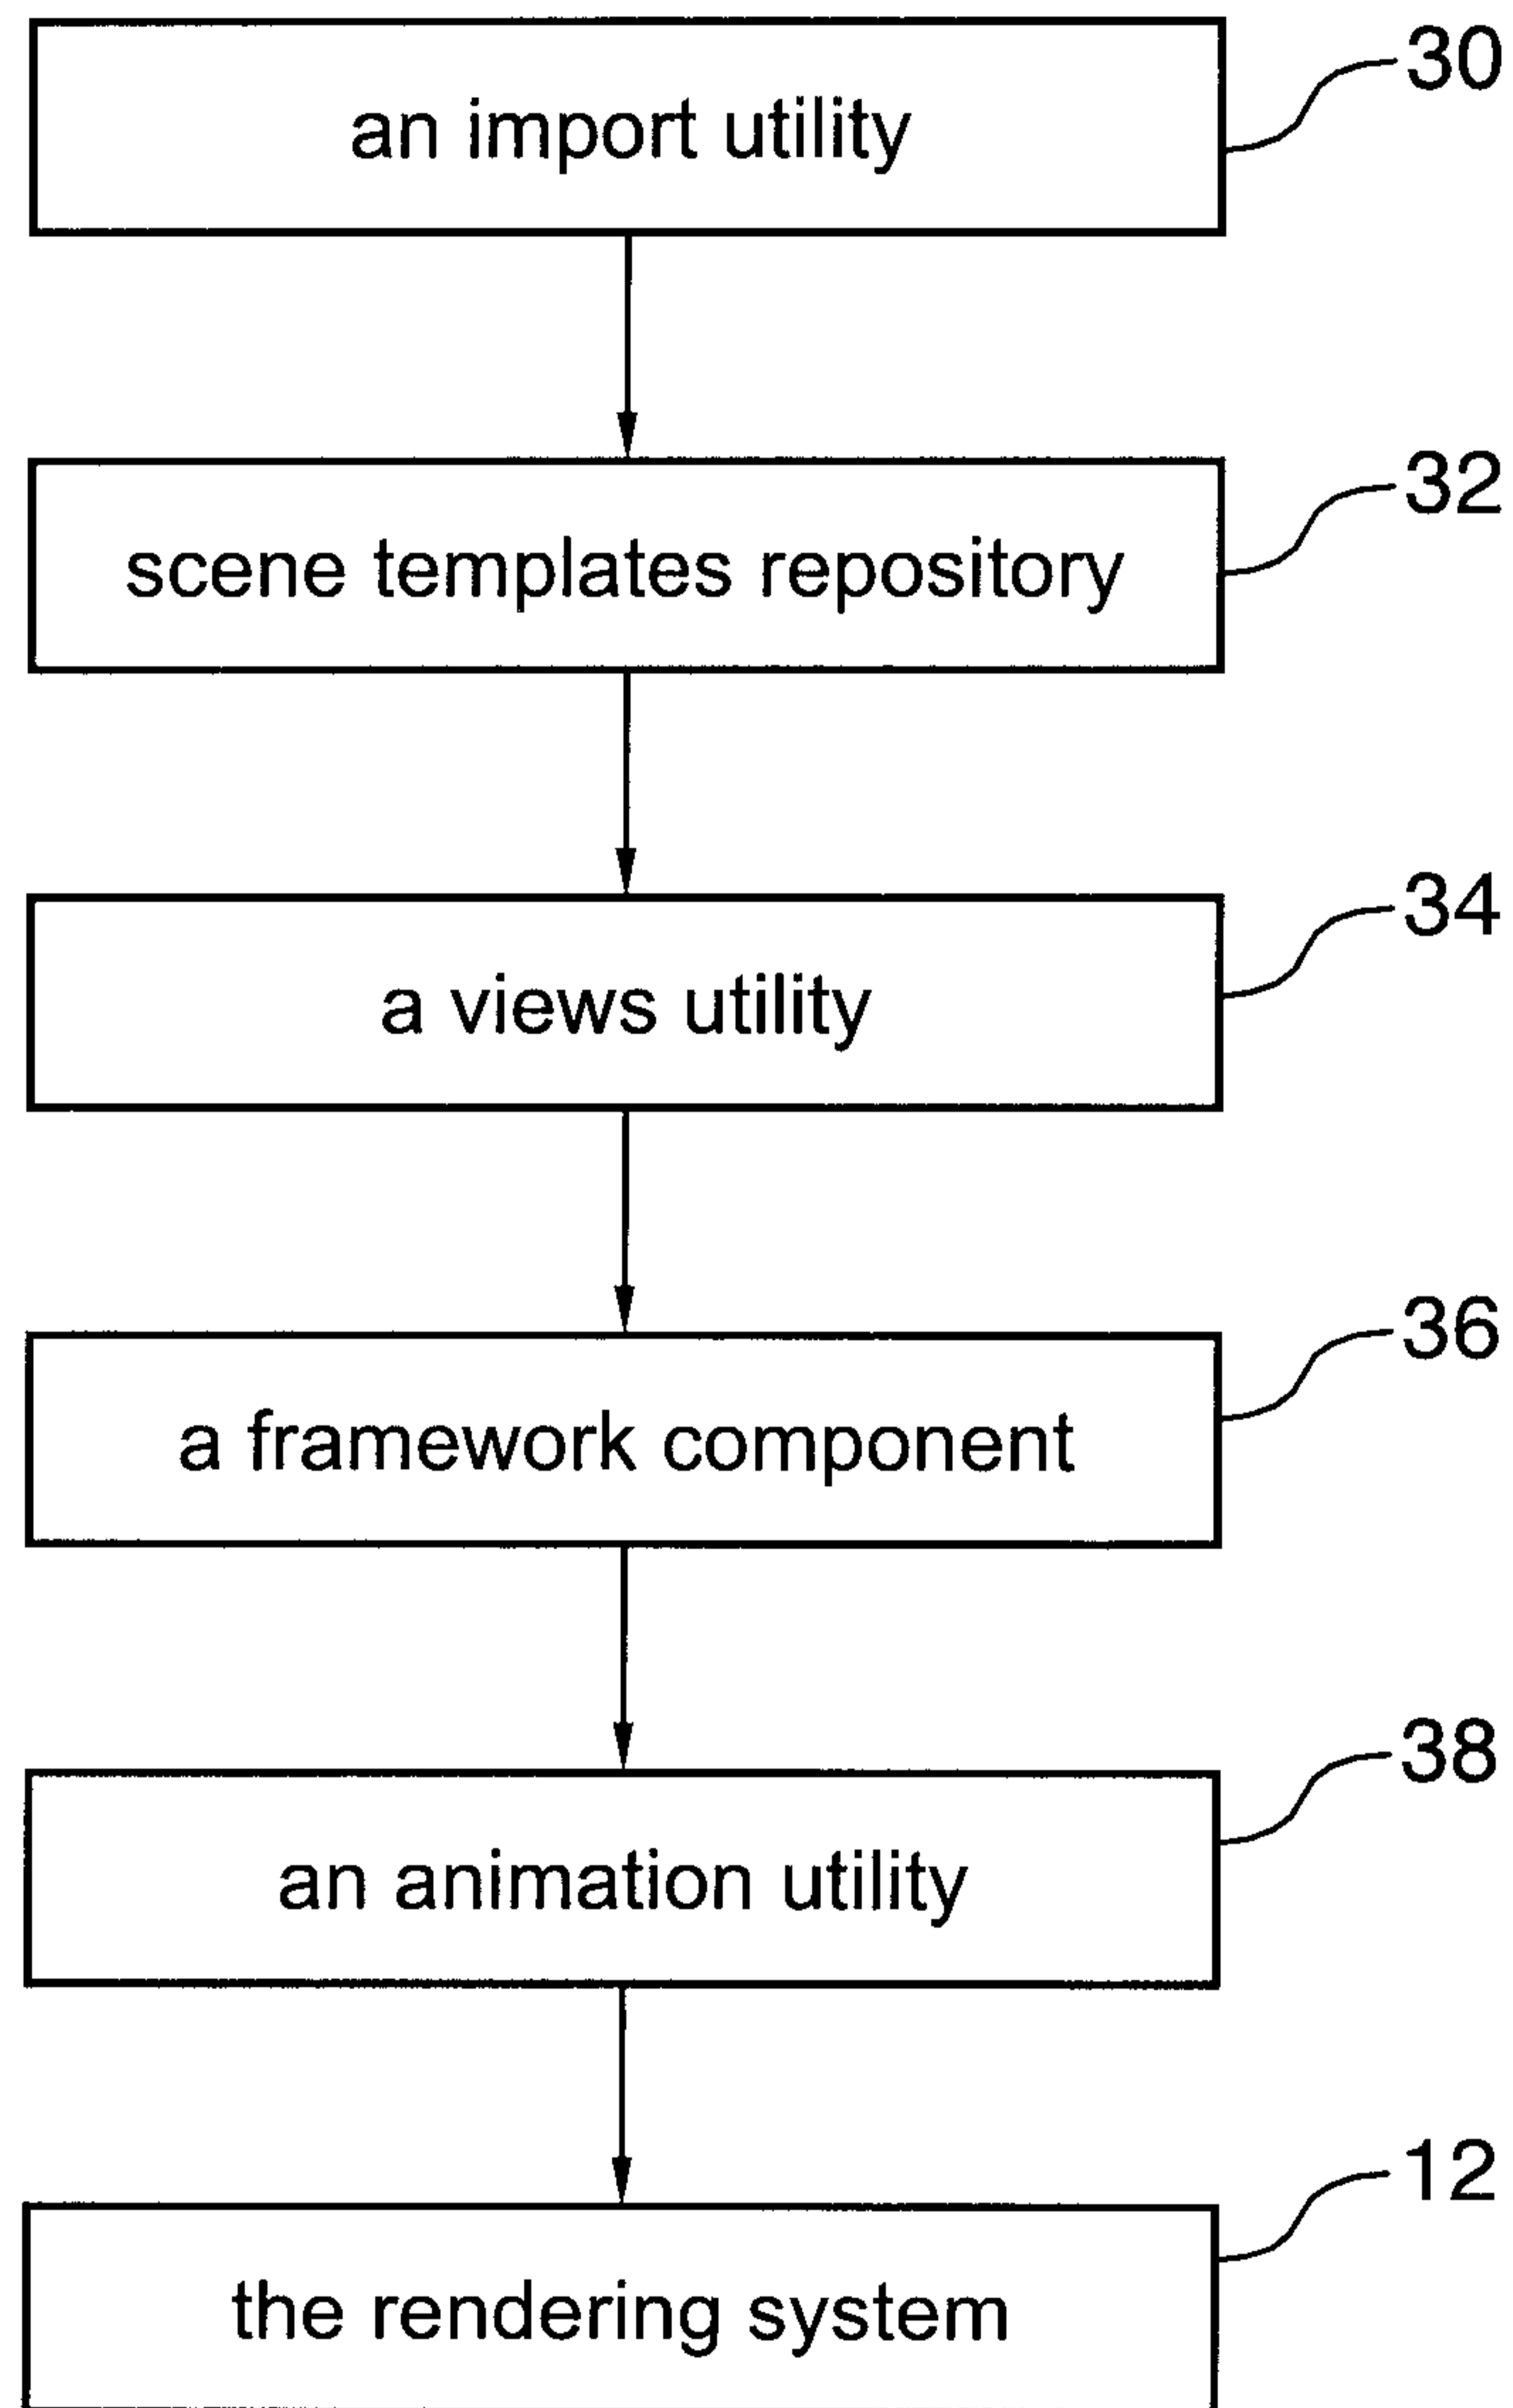 30
an import utility
32
scene templates repository
34
a views utility
36
a framework component
38
an animation utility
12
the rendering system